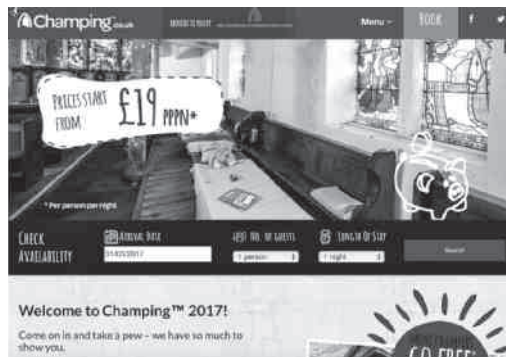 Champing.co.uk
Menu
BOOK
PRICES START
FROM £19 PPPN*
* Per person per night
CHECK
AVAILABILITY
ARRIVAL DATE
NO. OF GUESTS
1 person
LENGTH OF STAY
1 night
Search
Welcome to Champing™ 2017!
Come on in and take a pew – we have so much to
show you.
GO FREE